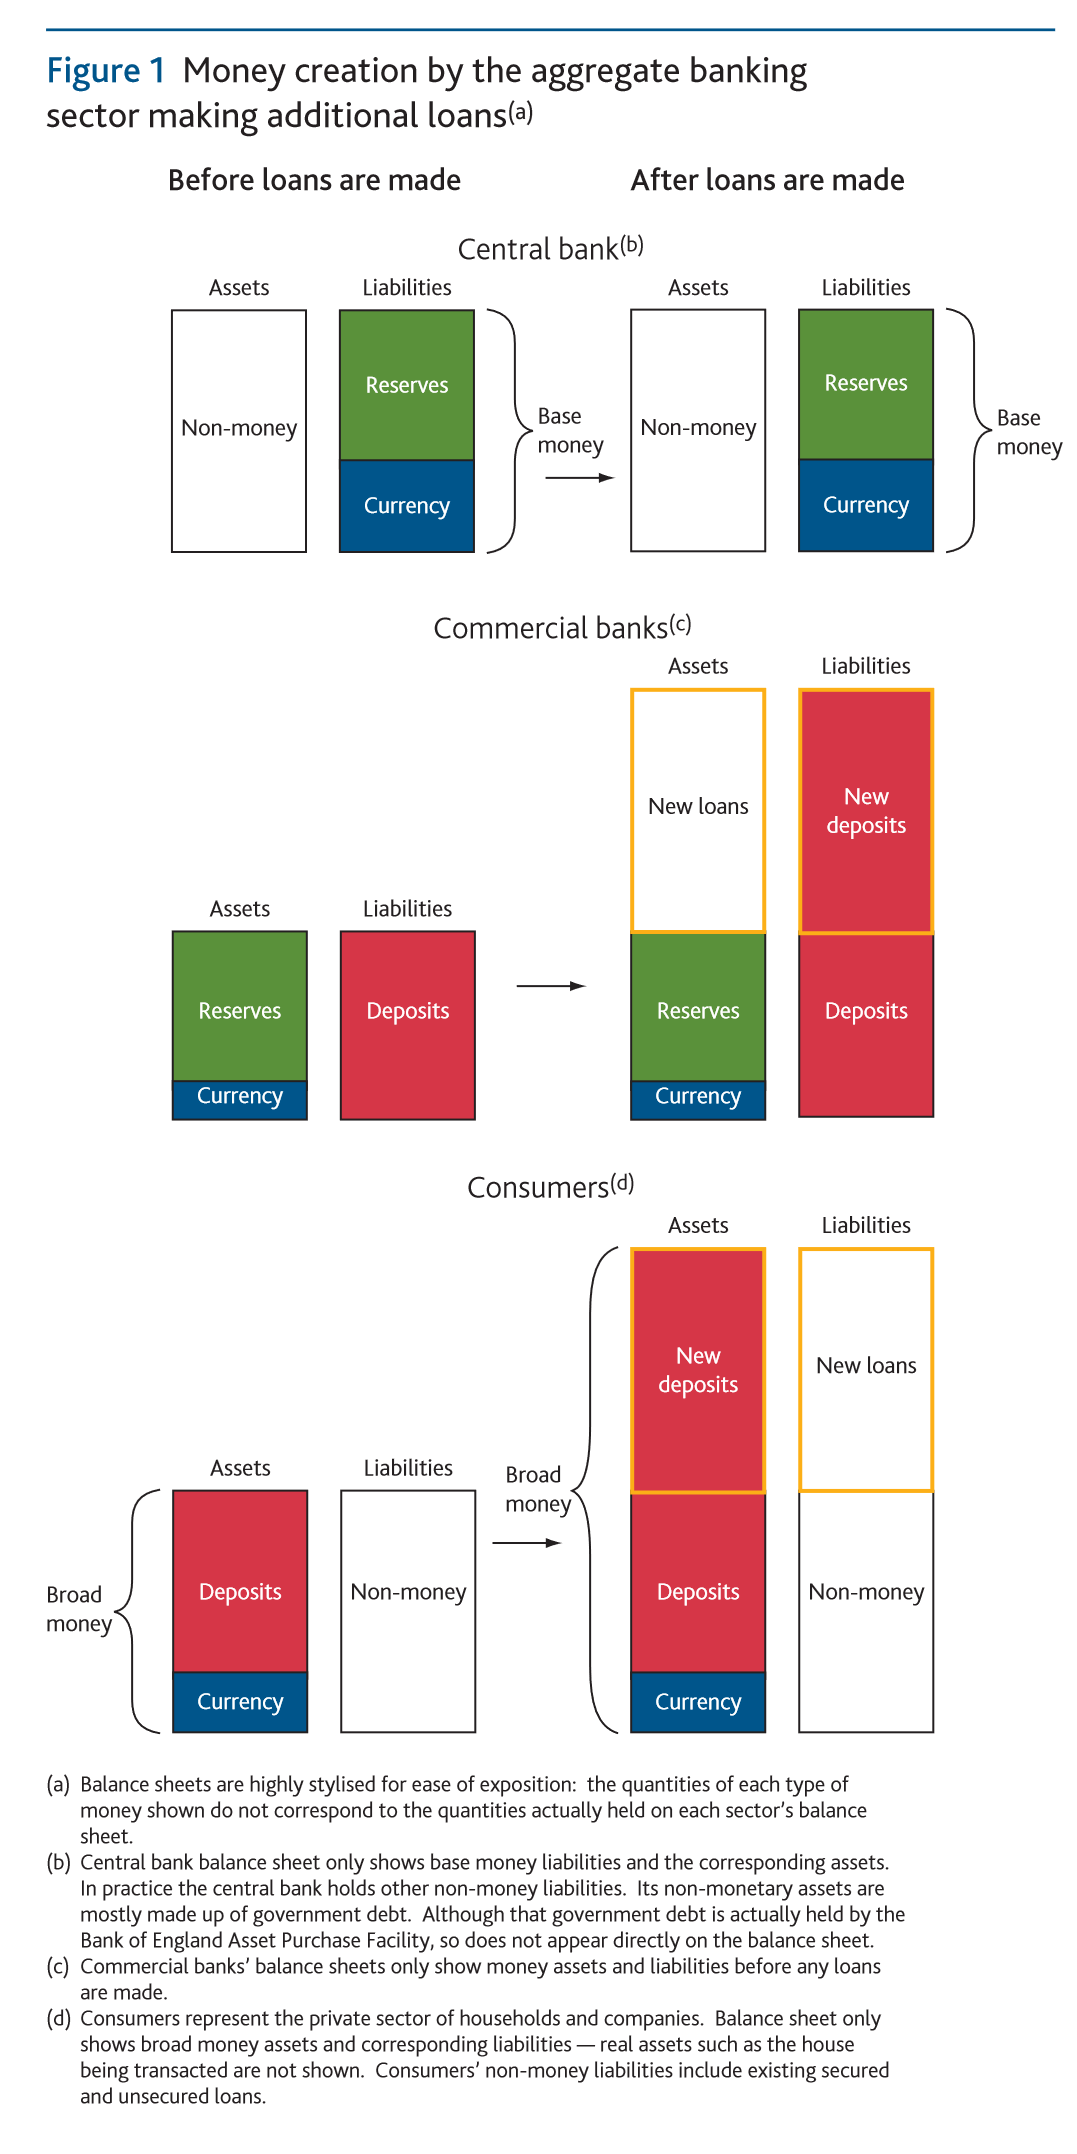 Figure 1 Money creation by the aggregate banking
sector making additional loans(a)
Before loans are made
After loans are made
Central bank(b)
Assets
Liabilities
Assets
Liabilities
Non-money
Reserves
Currency
Base
money
Non-money
Reserves
Currency
Base
money
Commercial banks(c)
Assets
Liabilities
New loans
New
deposits
Assets
Liabilities
Reserves
Currency
Deposits
Reserves
Currency
Deposits
Consumers(d)
Assets
Liabilities
New
deposits
New loans
Assets
Liabilities
Broad
money
Broad
money
Deposits
Currency
Non-money
Deposits
Currency
Non-money
(a) Balance sheets are highly stylised for ease of exposition: the quantities of each type of
money shown do not correspond to the quantities actually held on each sector's balance
sheet.
(b) Central bank balance sheet only shows base money liabilities and the corresponding assets.
In practice the central bank holds other non-money liabilities. Its non-monetary assets are
mostly made up of government debt. Although that government debt is actually held by the
Bank of England Asset Purchase Facility, so does not appear directly on the balance sheet.
(c) Commercial banks' balance sheets only show money assets and liabilities before any loans
are made.
(d) Consumers represent the private sector of households and companies. Balance sheet only
shows broad money assets and corresponding liabilities — real assets such as the house
being transacted are not shown. Consumers' non-money liabilities include existing secured
and unsecured loans.